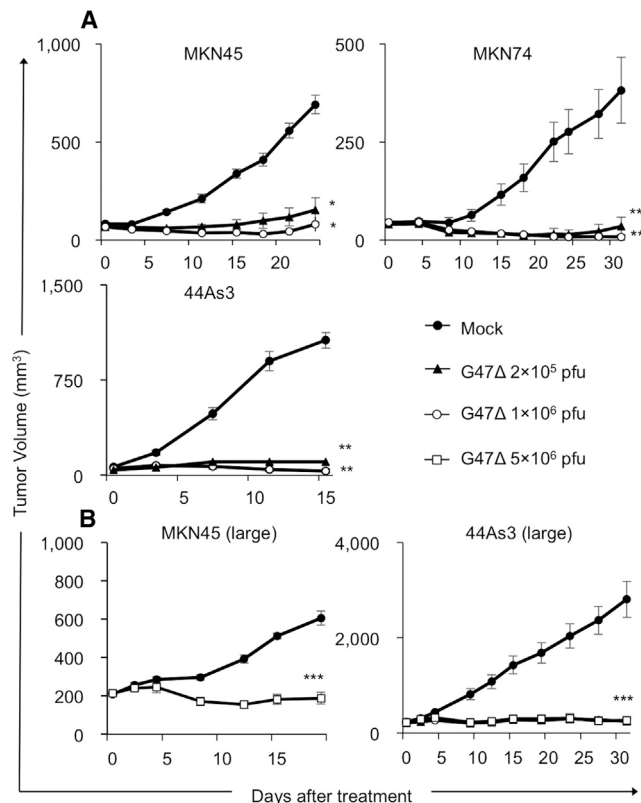 A
MKN45
1,000
500
0
0 5 10 15 20
*
*
MKN74
500
250
0
0 5 10 15 20 25 30
**
**
44As3
1,500
750
0
0 5 10 15
**
**
Mock
G47Δ 2×10⁵ pfu
G47Δ 1×10⁶ pfu
G47Δ 5×10⁶ pfu
Tumor Volume (mm³)
B
MKN45 (large)
1,000
800
600
400
200
0
0 5 10 15
***
44As3 (large)
4,000
2,000
0
0 5 10 15 20 25 30
***
Days after treatment